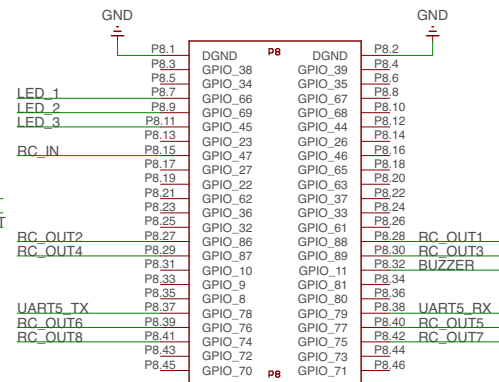 GND GND
P8.1 DGND P8 DGND P8.2
P8.3 GPIO_38 GPIO_39 P8.4
P8.5 GPIO_34 GPIO_35 P8.6
LED_1 P8.7 GPIO_66 GPIO_67 P8.8
LED_2 P8.9 GPIO_69 GPIO_68 P8.10
LED_3 P8.11 GPIO_45 GPIO_44 P8.12
P8.13 GPIO_23 GPIO_26 P8.14
RC_IN P8.15 GPIO_47 GPIO_46 P8.16
P8.17 GPIO_27 GPIO_65 P8.18
P8.19 GPIO_22 GPIO_63 P8.20
P8.21 GPIO_62 GPIO_37 P8.22
P8.23 GPIO_36 GPIO_33 P8.24
P8.25 GPIO_32 GPIO_61 P8.26
RC_OUT2 P8.27 GPIO_86 GPIO_88 P8.28 RC_OUT1
RC_OUT4 P8.29 GPIO_87 GPIO_89 P8.30 RC_OUT3
P8.31 GPIO_10 GPIO_11 P8.32 BUZZER
P8.33 GPIO_9 GPIO_81 P8.34
P8.35 GPIO_8 GPIO_80 P8.36
UART5_TX P8.37 GPIO_78 GPIO_79 P8.38 UART5_RX
RC_OUT6 P8.39 GPIO_76 GPIO_77 P8.40 RC_OUT5
RC_OUT8 P8.41 GPIO_74 GPIO_75 P8.42 RC_OUT7
P8.43 GPIO_72 GPIO_73 P8.44
P8.45 GPIO_70 P8 GPIO_71 P8.46